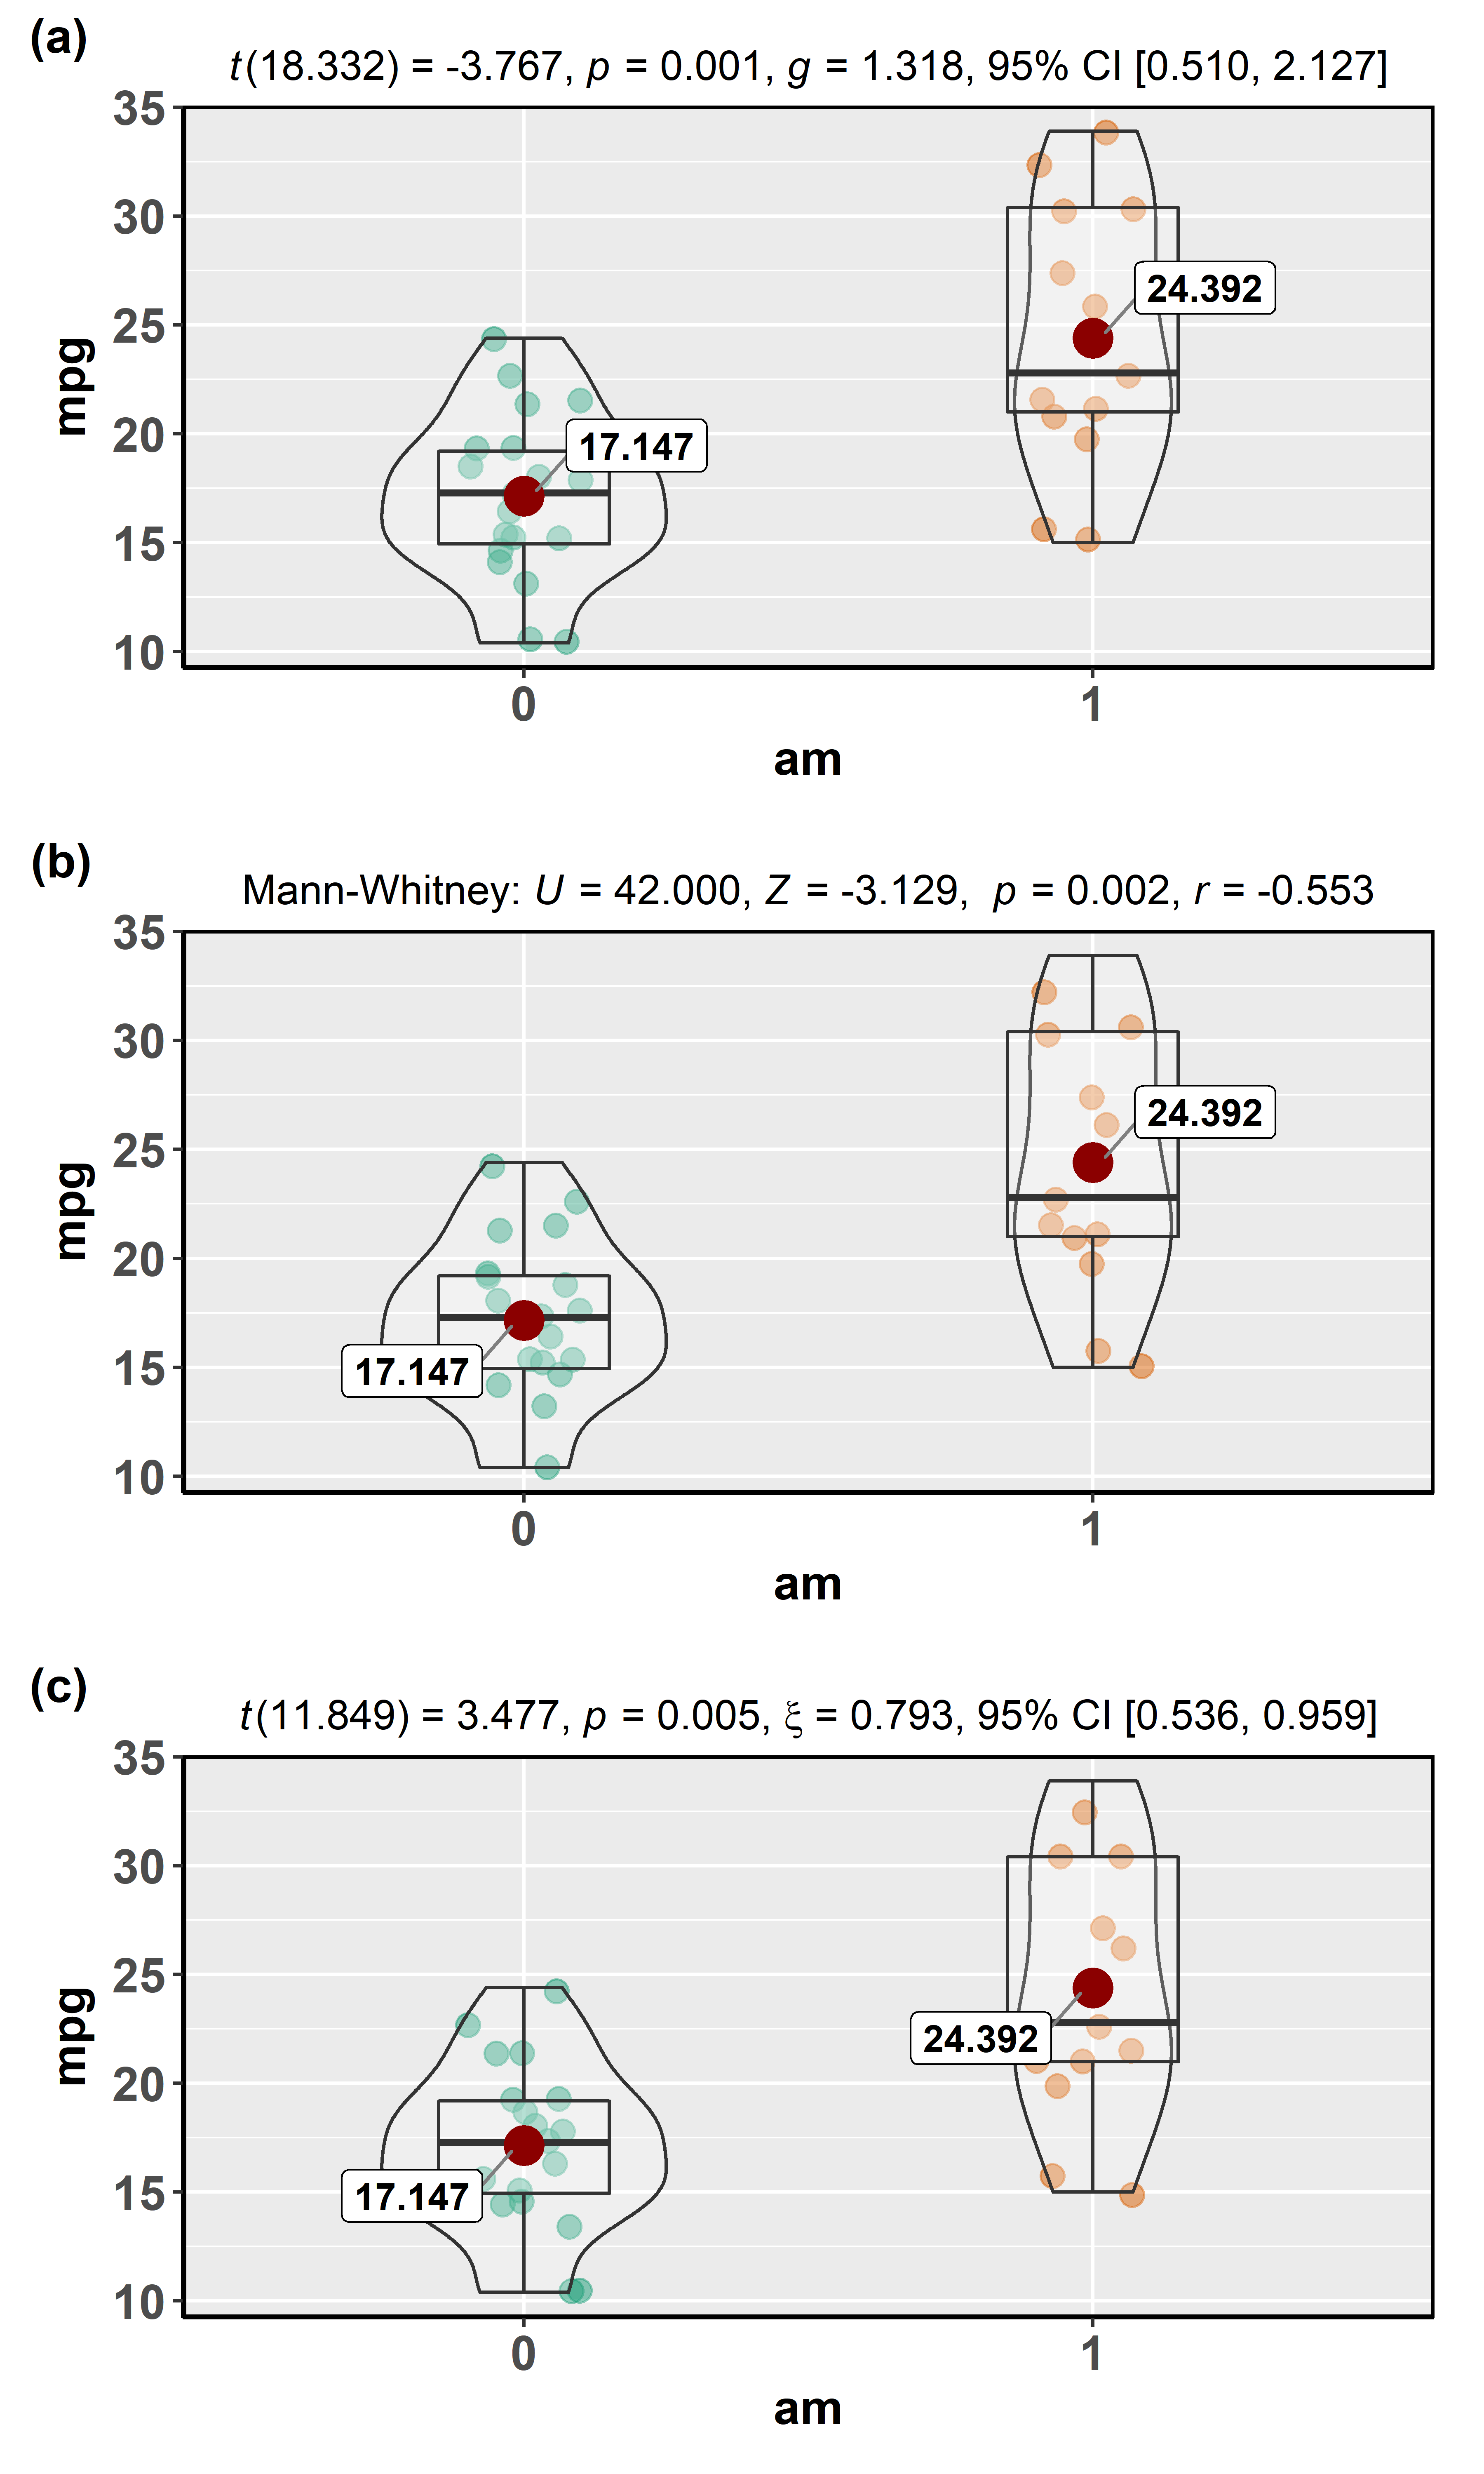 (a)
t(18.332) = -3.767, p = 0.001, g = 1.318, 95% CI [0.510, 2.127]
35
30
25
20
15
10
mpg
24.392
17.147
0 1
am
(b)
Mann-Whitney: U = 42.000, Z = -3.129, p = 0.002, r = -0.553
35
30
25
20
15
10
mpg
24.392
17.147
0 1
am
(c)
t(11.849) = 3.477, p = 0.005, ξ = 0.793, 95% CI [0.536, 0.959]
35
30
25
20
15
10
mpg
24.392
17.147
0 1
am